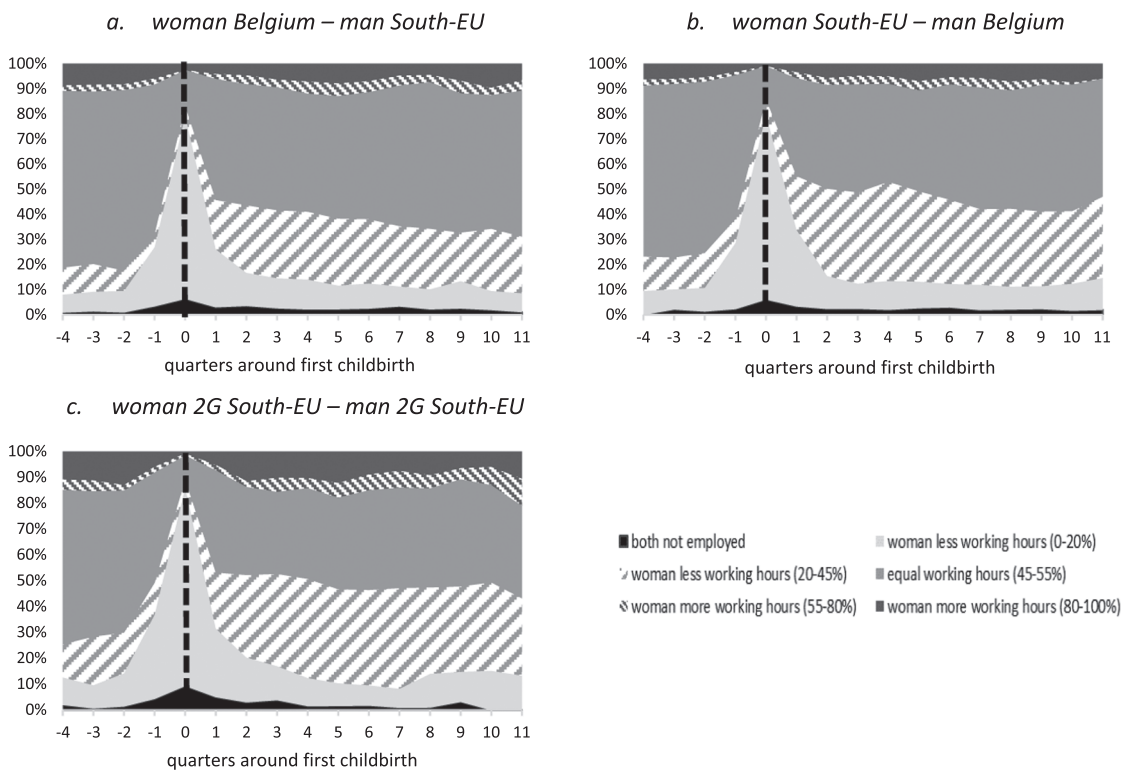 a. woman Belgium – man South-EU
100%
90%
80%
70%
60%
50%
40%
30%
20%
10%
0%
-4 -3 -2 -1 0 1 2 3 4 5 6 7 8 9 10 11
quarters around first childbirth
b. woman South-EU – man Belgium
100%
90%
80%
70%
60%
50%
40%
30%
20%
10%
0%
-4 -3 -2 -1 0 1 2 3 4 5 6 7 8 9 10 11
quarters around first childbirth
c. woman 2G South-EU – man 2G South-EU
100%
90%
80%
70%
60%
50%
40%
30%
20%
10%
0%
-4 -3 -2 -1 0 1 2 3 4 5 6 7 8 9 10 11
quarters around first childbirth
both not employed
woman less working hours (0-20%)
woman less working hours (20-45%)
equal working hours (45-55%)
woman more working hours (55-80%)
woman more working hours (80-100%)